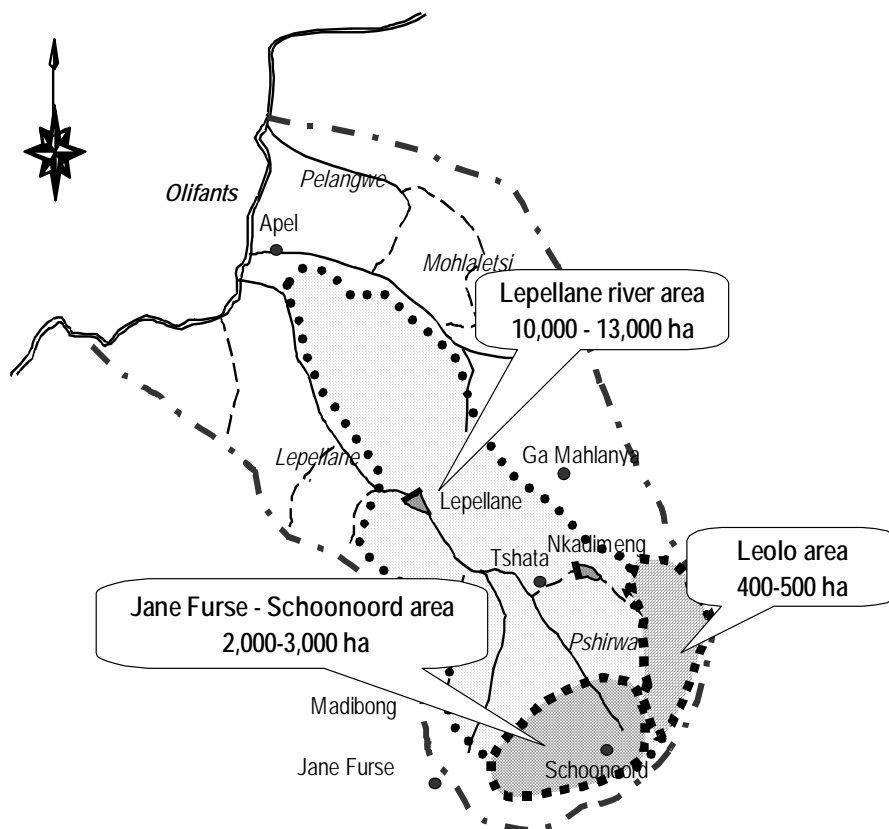 Pelangwe
Olifants
Apel
Mohlaletsi
Lepellane river area
10,000 - 13,000 ha
Ga Mahlanya
Lepellane
Lepellane
Nkadimeng
Tshata
Leolo area
400-500 ha
Jane Furse - Schoonoord area
2,000-3,000 ha
Pshirwa
Madibong
Jane Furse
Schoonoord